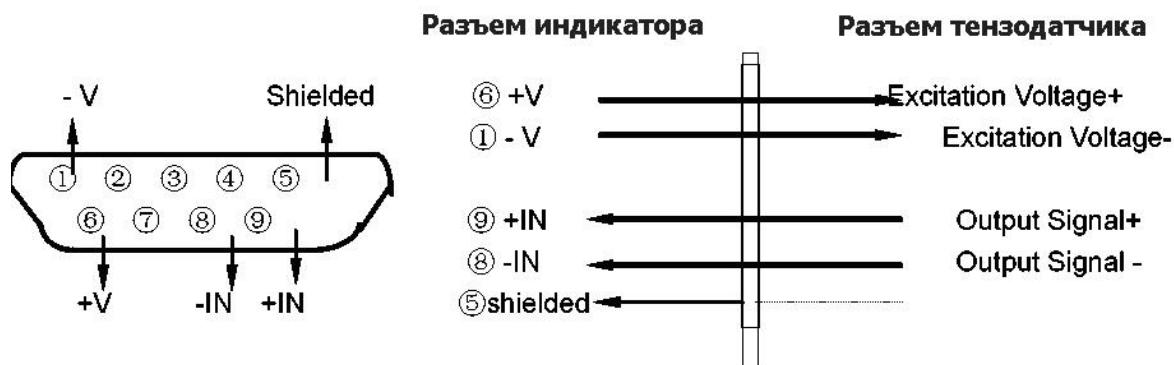 Разъем индикатора Разъем тензодатчика
- V Shielded
① ② ③ ④ ⑤
⑥ ⑦ ⑧ ⑨
+V -IN +IN
⑥ +V Excitation Voltage+
① - V Excitation Voltage-
⑨ +IN Output Signal+
⑧ -IN Output Signal -
⑤shielded